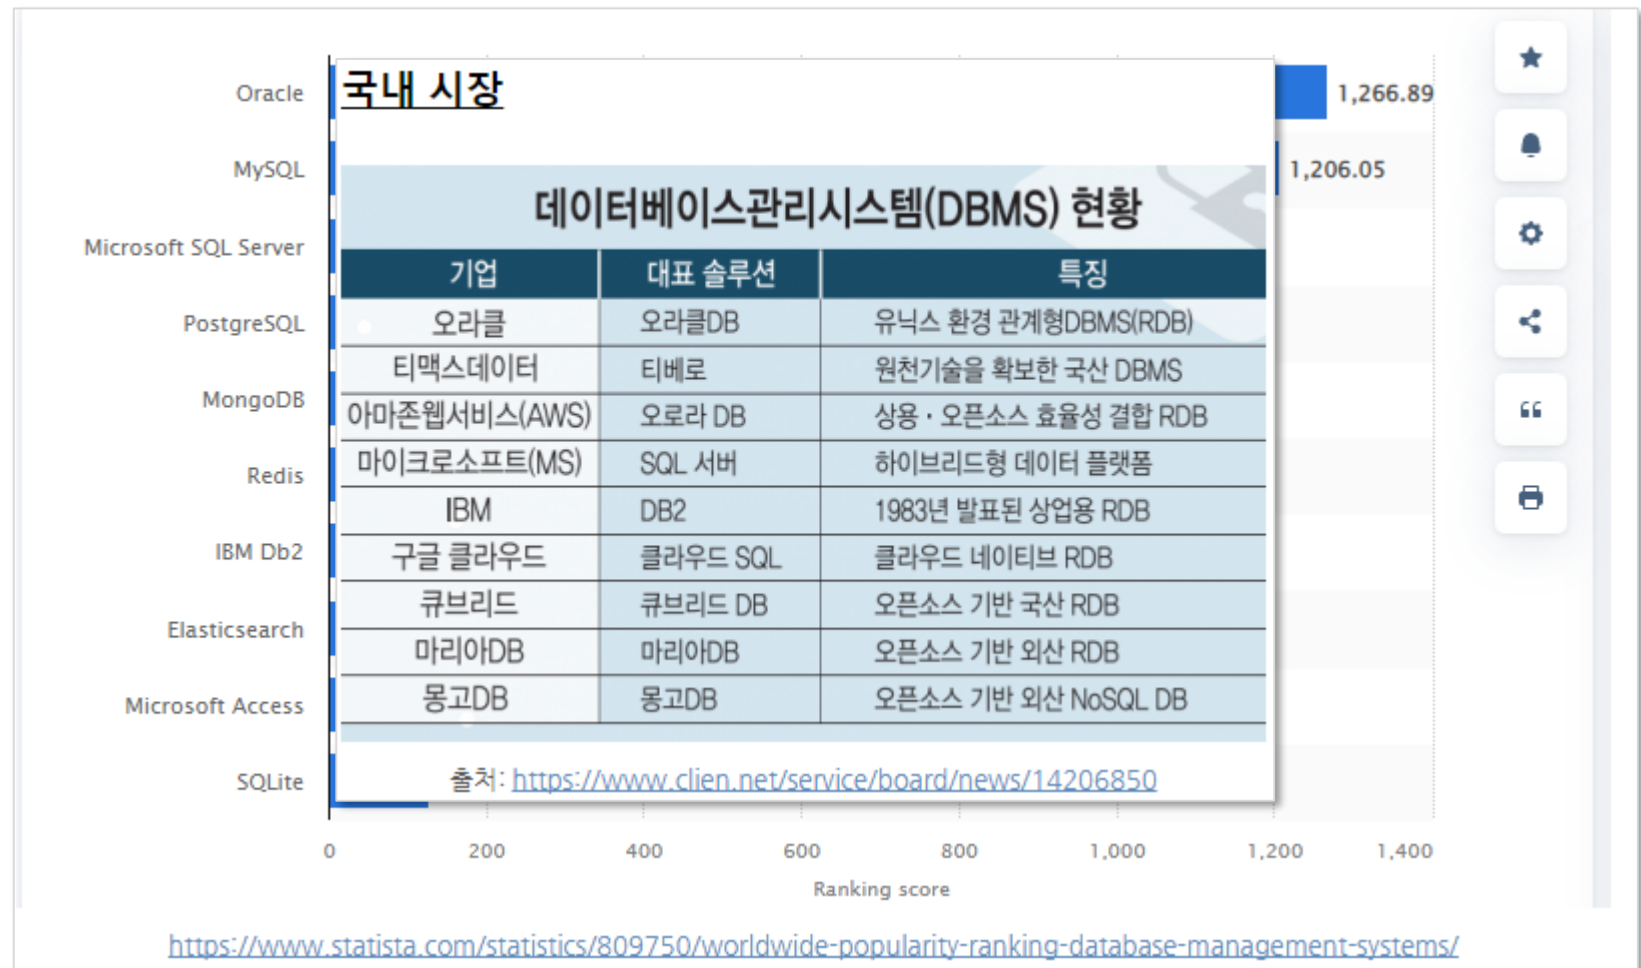 Oracle
1,266.89
MySQL
1,206.05
Microsoft SQL Server
PostgreSQL
MongoDB
Redis
IBM Db2
Elasticsearch
Microsoft Access
SQLite
국내 시장
데이터베이스관리시스템(DBMS) 현황
기업 대표 솔루션 특징
오라클 오라클DB 유닉스 환경 관계형DBMS(RDB)
티맥스데이터 티베로 원천기술을 확보한 국산 DBMS
아마존웹서비스(AWS) 오로라 DB 상용·오픈소스 효율성 결합 RDB
마이크로소프트(MS) SQL 서버 하이브리드형 데이터 플랫폼
IBM DB2 1983년 발표된 상업용 RDB
구글 클라우드 클라우드 SQL 클라우드 네이티브 RDB
큐브리드 큐브리드 DB 오픈소스 기반 국산 RDB
마리아DB 마리아DB 오픈소스 기반 외산 RDB
몽고DB 몽고DB 오픈소스 기반 외산 NoSQL DB
출처: https://www.clien.net/service/board/news/14206850
0 200 400 600 800 1,000 1,200 1,400
Ranking score
https://www.statista.com/statistics/809750/worldwide-popularity-ranking-database-management-systems/